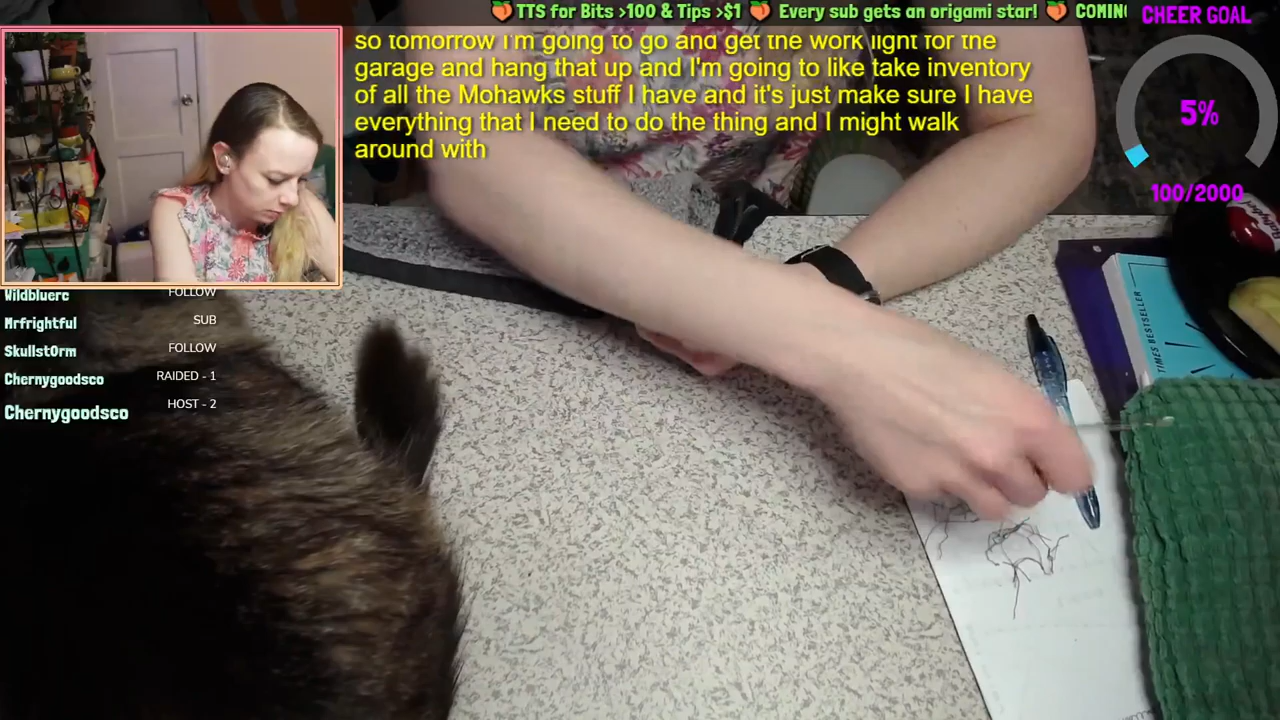 🍑 TTS for Bits >100 & Tips >$1 🍑 Every sub gets an origami star! 🍑
CHEER GOAL
so tomorrow I'm going to go and get the work light for the
garage and hang that up and I'm going to like take inventory
of all the Mohawks stuff I have and it's just make sure I have
everything that I need to do the thing and I might walk
around with
5%
100/2000
Wildbluerc FOLLOW
Mrfrightful SUB
Skullst0rm FOLLOW
Chernygoodsco RAIDED - 1
Chernygoodsco HOST - 2
TIMES BESTSELLER
Babybel